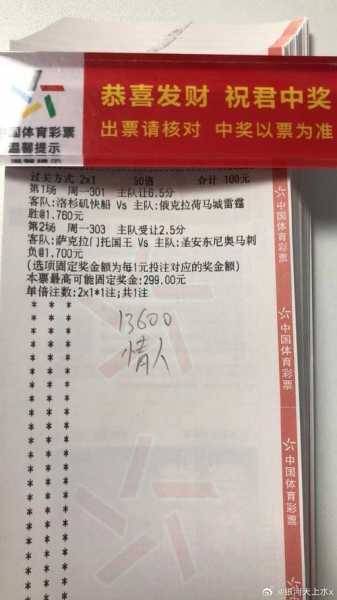 恭喜发财 祝君中奖
出票请核对 中奖以票为准
中国体育彩票
温馨提示
过关方式 2x1 50倍 合计 100元
第1场 周一301 主队让6.5分
客队:洛杉矶快船 Vs 主队:俄克拉荷马城雷霆
胜@1.760元
第2场 周一303 主队受让2.5分
客队:萨克拉门托国王 Vs 主队:圣安东尼奥马刺
负@1.700元
(选项固定奖金额为每1元投注对应的奖金额)
本票最高可能固定奖金:299.00元
单倍注数:2x1*1注;共1注
13600
情人
中国体育彩票
中国体育彩票
中国体育彩票
@银河天上水x